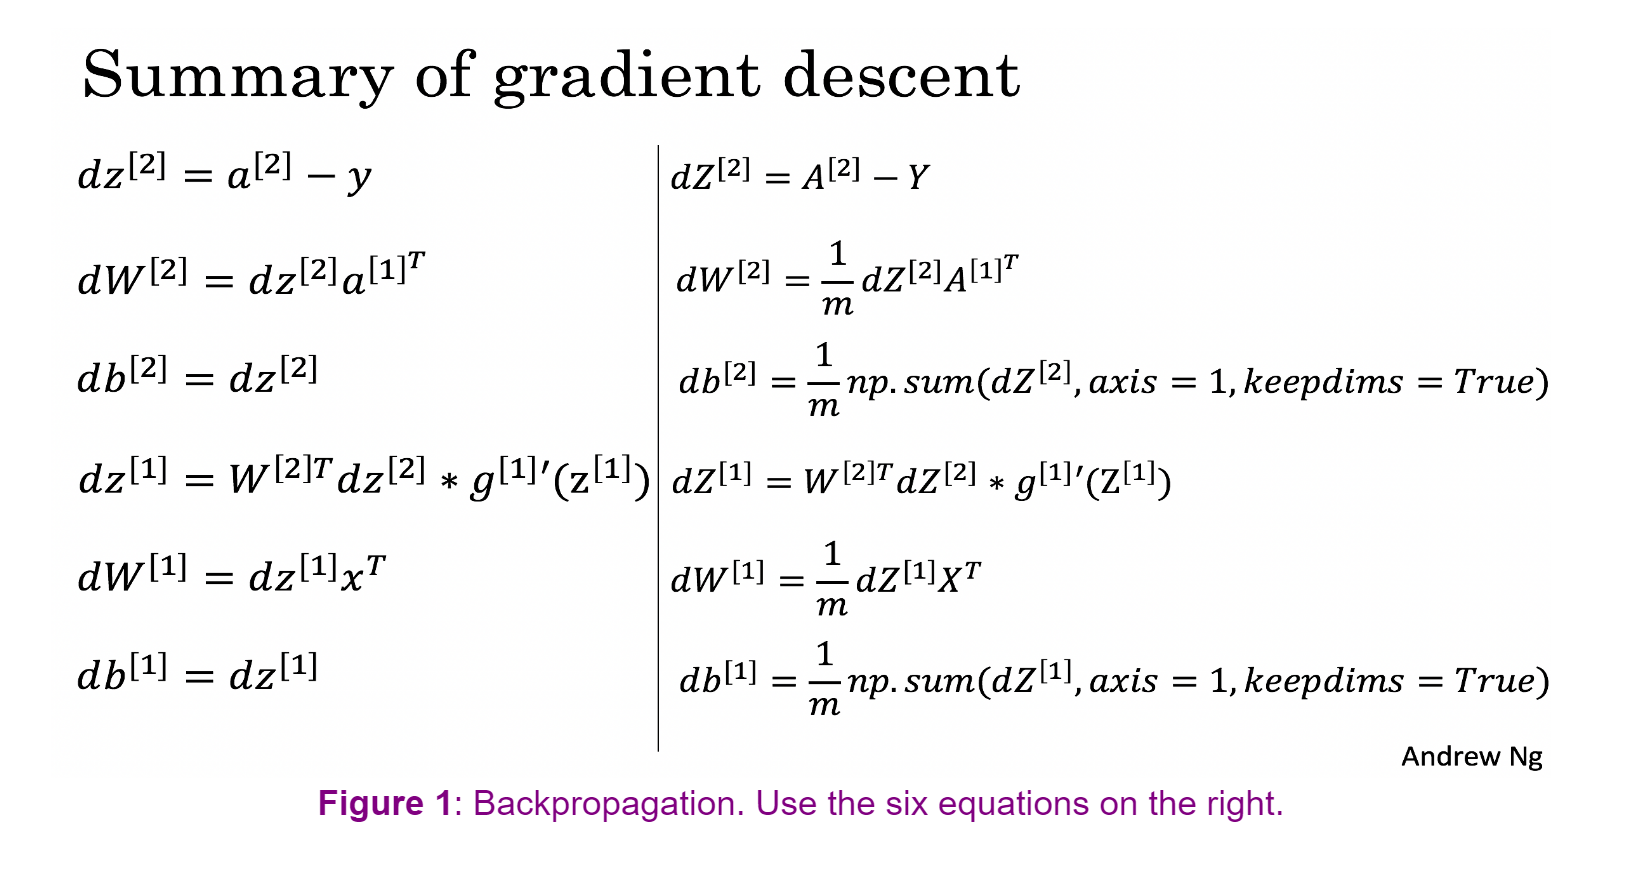 Summary of gradient descent
dz^{[2]} = a^{[2]} − y
dW^{[2]} = dz^{[2]}a^{[1]^T}
db^{[2]} = dz^{[2]}
dz^{[1]} = W^{[2]T}dz^{[2]} * g^{[1]}′(z^{[1]})
dW^{[1]} = dz^{[1]}x^T
db^{[1]} = dz^{[1]}
dZ^{[2]} = A^{[2]} − Y
dW^{[2]} = \frac{1}{m}dZ^{[2]}A^{[1]^T}
db^{[2]} = \frac{1}{m}np.sum(dZ^{[2]}, axis = 1, keepdims = True)
dZ^{[1]} = W^{[2]T}dZ^{[2]} * g^{[1]}′(Z^{[1]})
dW^{[1]} = \frac{1}{m}dZ^{[1]}X^T
db^{[1]} = \frac{1}{m}np.sum(dZ^{[1]}, axis = 1, keepdims = True)
Andrew Ng
Figure 1: Backpropagation. Use the six equations on the right.